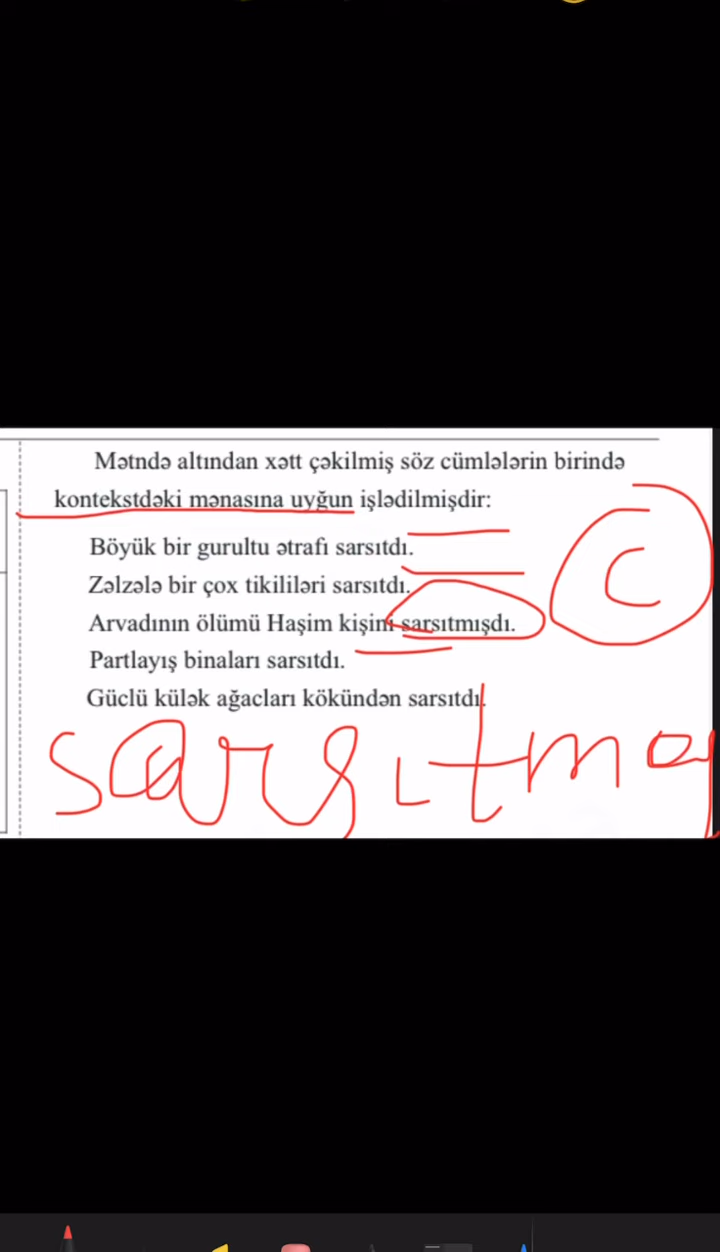 Mətndə altından xətt çəkilmiş söz cümlələrin birində
kontekstdəki mənasına uyğun işlədilmişdir:
Böyük bir gurultu ətrafı sarsıtdı.
Zəlzələ bir çox tikililəri sarsıtdı.
Arvadının ölümü Haşim kişini sarsıtmışdı.
C
Partlayış binaları sarsıtdı.
Güclü külək ağacları kökündən sarsıtdı.
sarsıtmaq